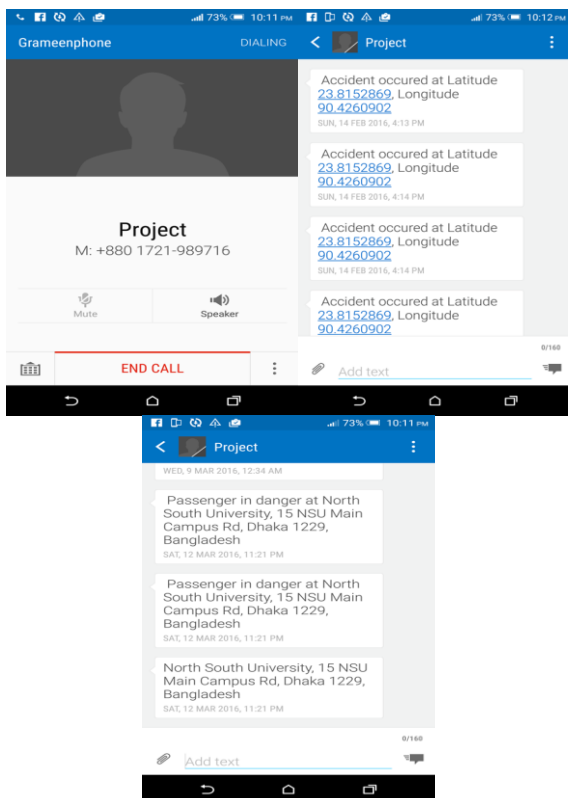 73% 10:11 PM
Grameenphone DIALING
Project
M: +880 1721-989716
Mute Speaker
END CALL
73% 10:12 PM
Project
Accident occured at Latitude
23.8152869, Longitude
90.4260902
SUN, 14 FEB 2016, 4:13 PM
Accident occured at Latitude
23.8152869, Longitude
90.4260902
SUN, 14 FEB 2016, 4:14 PM
Accident occured at Latitude
23.8152869, Longitude
90.4260902
SUN, 14 FEB 2016, 4:14 PM
Accident occured at Latitude
23.8152869, Longitude
90.4260902
0/160
Add text
73% 10:11 PM
Project
WED, 9 MAR 2016, 12:34 AM
Passenger in danger at North
South University, 15 NSU Main
Campus Rd, Dhaka 1229,
Bangladesh
SAT, 12 MAR 2016, 11:21 PM
Passenger in danger at North
South University, 15 NSU Main
Campus Rd, Dhaka 1229,
Bangladesh
SAT, 12 MAR 2016, 11:21 PM
North South University, 15 NSU
Main Campus Rd, Dhaka 1229,
Bangladesh
SAT, 12 MAR 2016, 11:21 PM
0/160
Add text